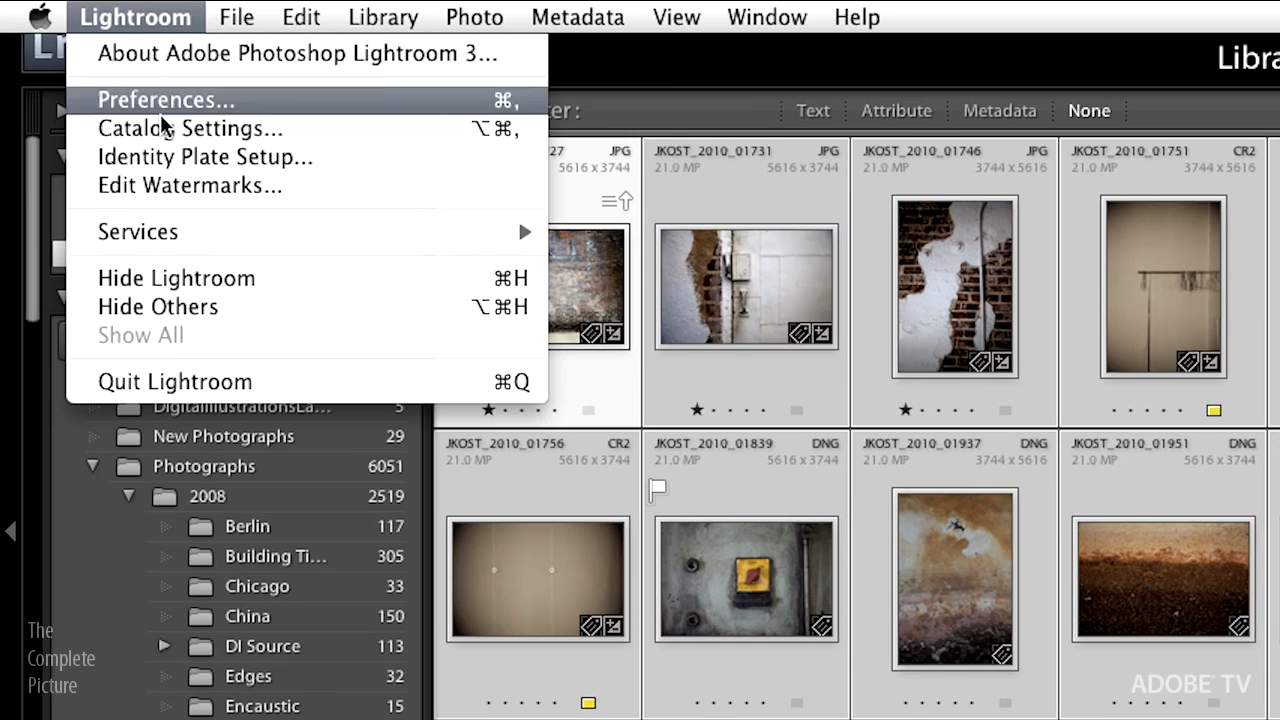 Lightroom File Edit Library Photo Metadata View Window Help
Libra
About Adobe Photoshop Lightroom 3...
Preferences... ⌘,
Catalog Settings... ⌥⌘,
Identity Plate Setup...
Edit Watermarks...
Services
Hide Lightroom ⌘H
Hide Others ⌥⌘H
Show All
Quit Lightroom ⌘Q
ter : Text Attribute Metadata None
27 JPG
5616 x 3744
JKOST_2010_01731 JPG
21.0 MP 5616 x 3744
JKOST_2010_01746 JPG
21.0 MP 3744 x 5616
JKOST_2010_01751 CR2
21.0 MP 3744 x 5616
JKOST_2010_01756 CR2
21.0 MP 5616 x 3744
JKOST_2010_01839 DNG
21.0 MP 5616 x 3744
JKOST_2010_01937 DNG
21.0 MP 3744 x 5616
JKOST_2010_01951 DNG
21.0 MP 5616 x 3744
DigitalIllustrationsLa... 5
New Photographs 29
Photographs 6051
2008 2519
Berlin 117
Building Ti... 305
Chicago 33
China 150
DI Source 113
Edges 32
Encaustic 15
The
Complete
Picture
ADOBE® TV